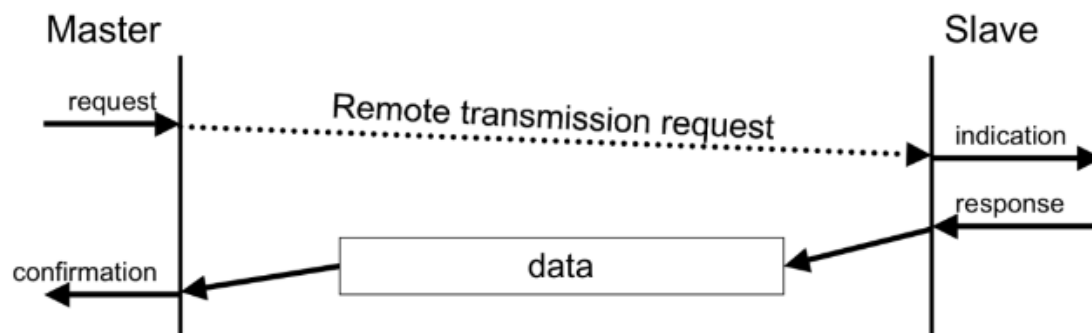 Master
Slave
request
Remote transmission request
indication
response
data
confirmation